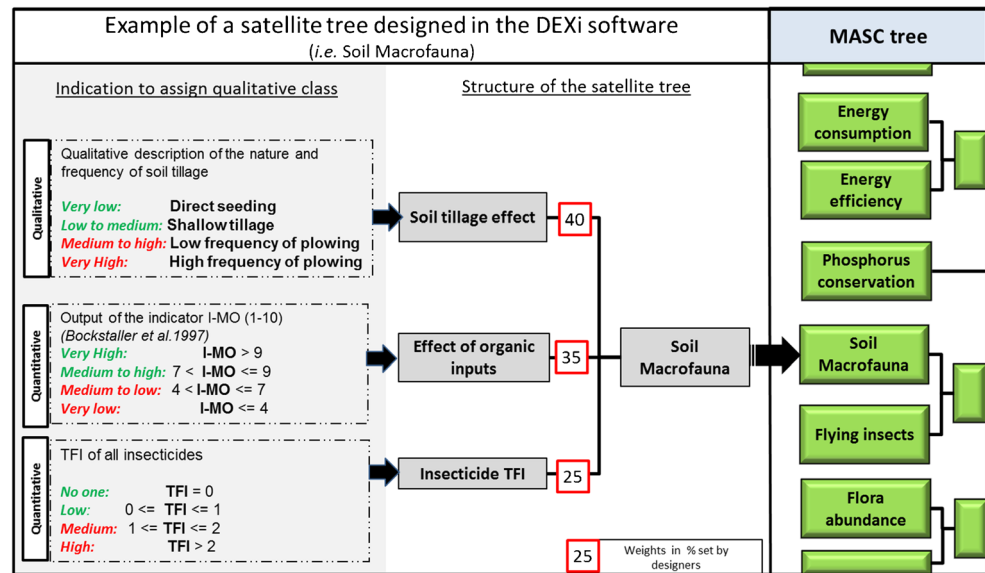 Example of a satellite tree designed in the DEXi software
(i.e. Soil Macrofauna)
MASC tree
Indication to assign qualitative class
Structure of the satellite tree
Qualitative
Qualitative description of the nature and
frequency of soil tillage
Very low: Direct seeding
Low to medium: Shallow tillage
Medium to high: Low frequency of plowing
Very High: High frequency of plowing
Soil tillage effect
40
Quantitative
Output of the indicator I-MO (1-10)
(Bockstaller et al.1997)
Very High: I-MO > 9
Medium to high: 7 < I-MO <= 9
Medium to low: 4 < I-MO <= 7
Very low: I-MO <= 4
Effect of organic
inputs
35
Soil
Macrofauna
Quantitative
TFI of all insecticides
No one: TFI = 0
Low: 0 <= TFI <= 1
Medium: 1 <= TFI <= 2
High: TFI > 2
Insecticide TFI
25
25
Weights in % set by
designers
Energy
consumption
Energy
efficiency
Phosphorus
conservation
Soil
Macrofauna
Flying insects
Flora
abundance